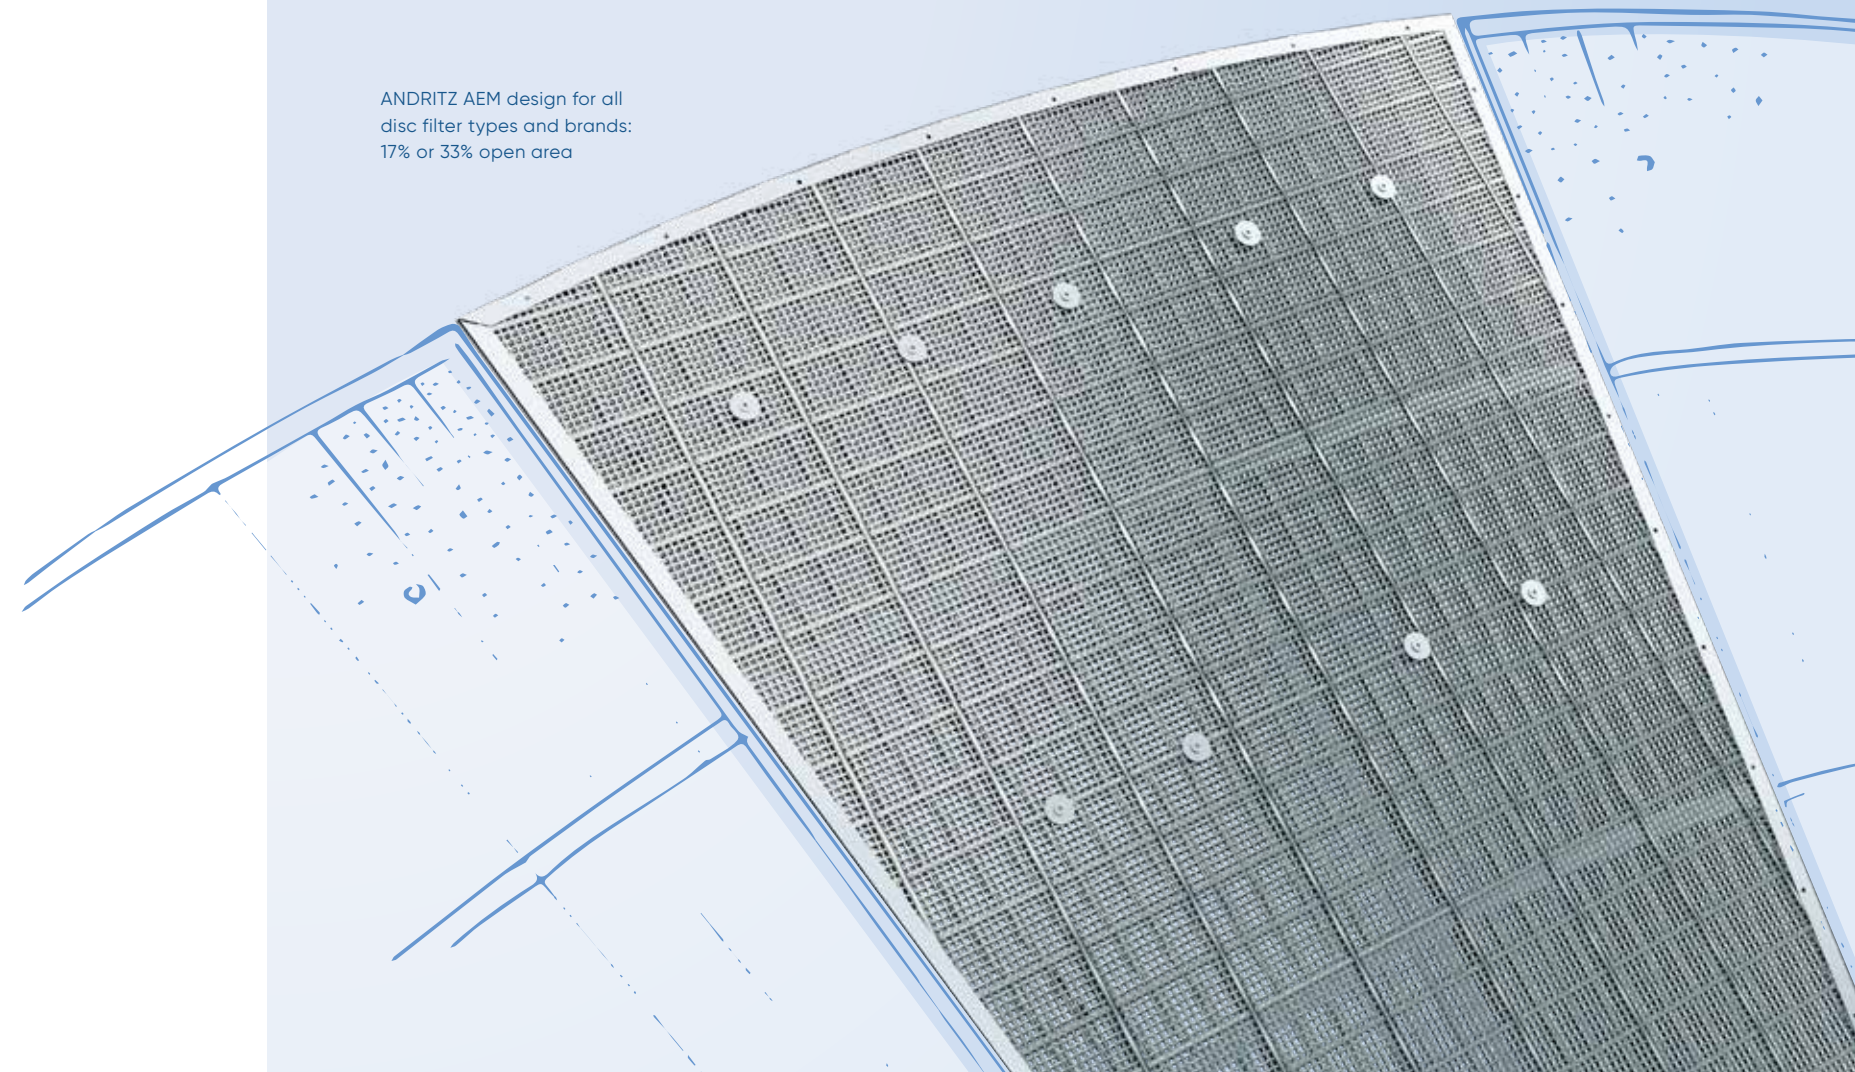 ANDRITZ AEM design for all
disc filter types and brands:
17% or 33% open area